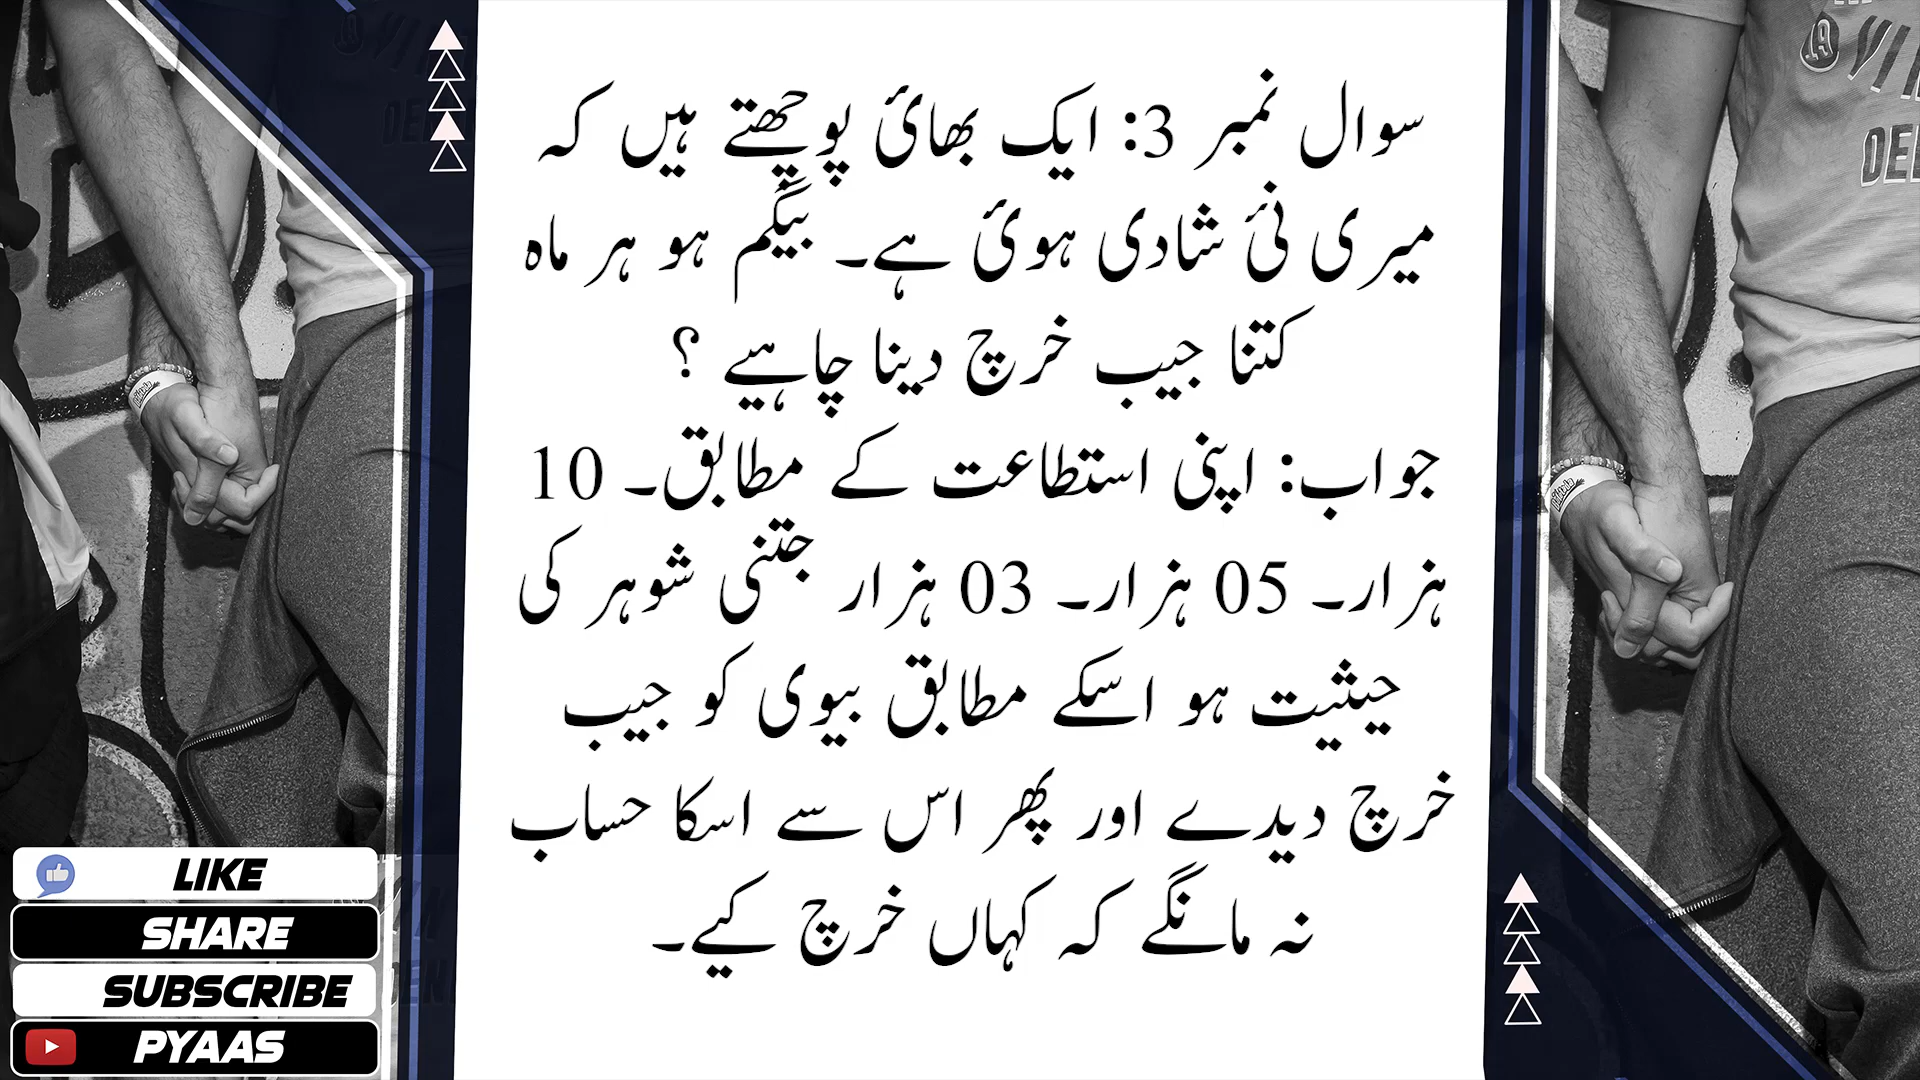 سوال نمبر 3: ایک بھائ پوچھتے ہیں کہ
میری نئ شادی ہوئ ہے۔ بیگم ہو ہر ماہ
کتنا جیب خرچ دینا چاہیے ؟
جواب: اپنی استطاعت کے مطابق۔ 10
ہزار۔ 05 ہزار۔ 03 ہزار جتنی شوہر کی
حیثیت ہو اسکے مطابق بیوی کو جیب
خرچ دیدے اور پھر اس سے اسکا حساب
نہ مانگے کہ کہاں خرچ کیے۔
LIKE
SHARE
SUBSCRIBE
PYAAS